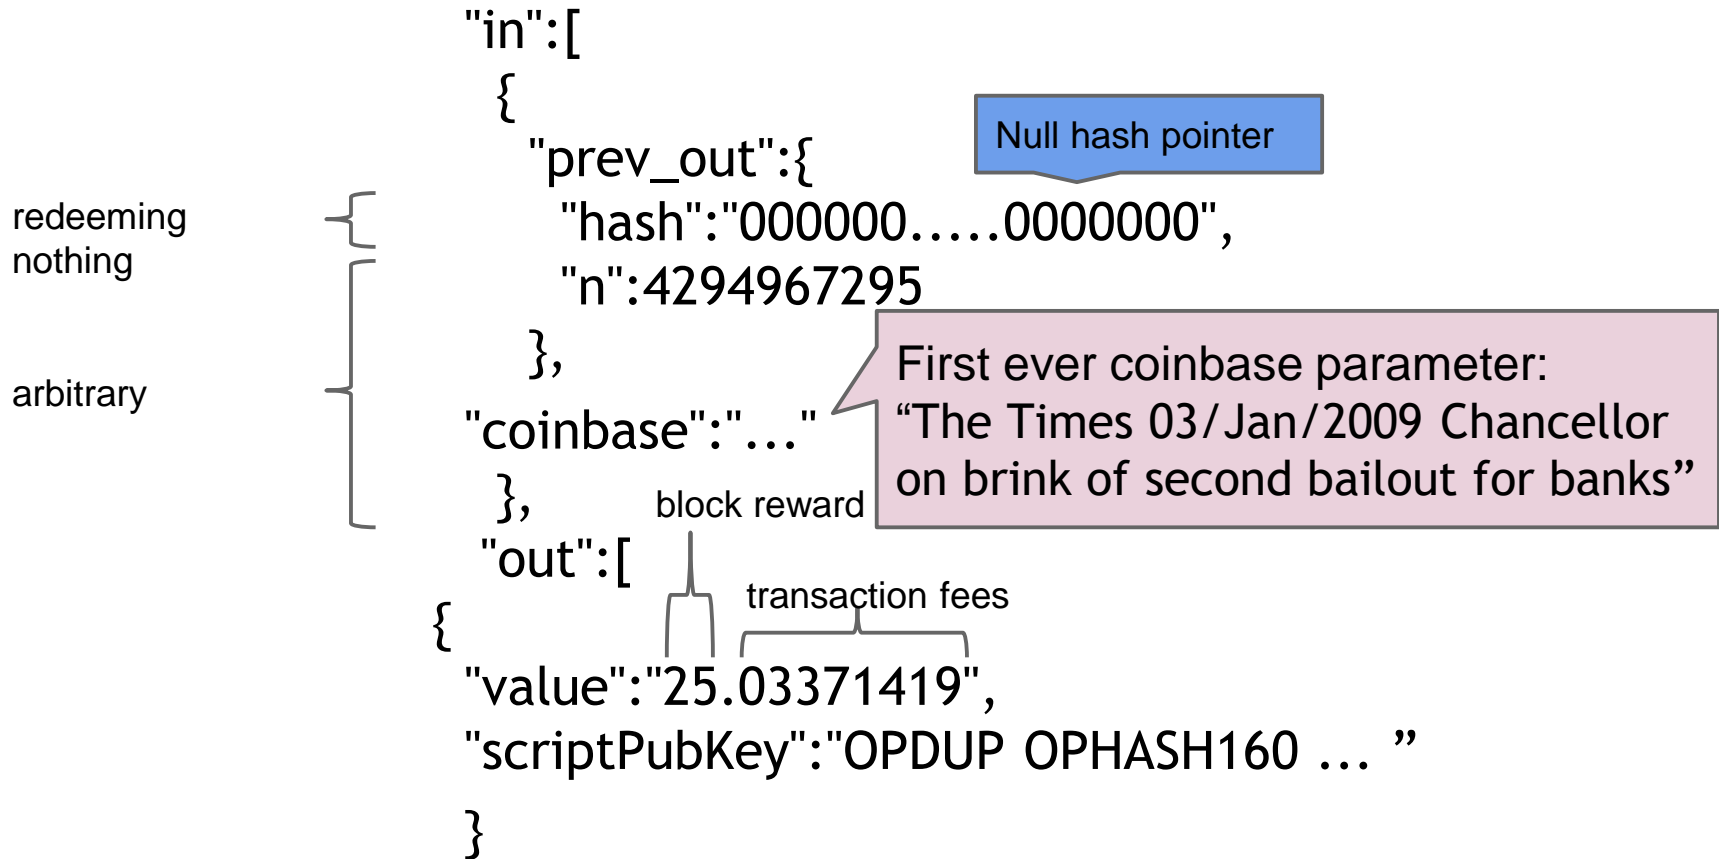 "in":[
{
Null hash pointer
"prev_out":{
redeeming
nothing
"hash":"000000.....0000000",
"n":4294967295
},
First ever coinbase parameter:
“The Times 03/Jan/2009 Chancellor
on brink of second bailout for banks”
arbitrary
"coinbase":"..."
},
block reward
"out":[
transaction fees
{
"value":"25.03371419",
"scriptPubKey":"OPDUP OPHASH160 ... ”
}